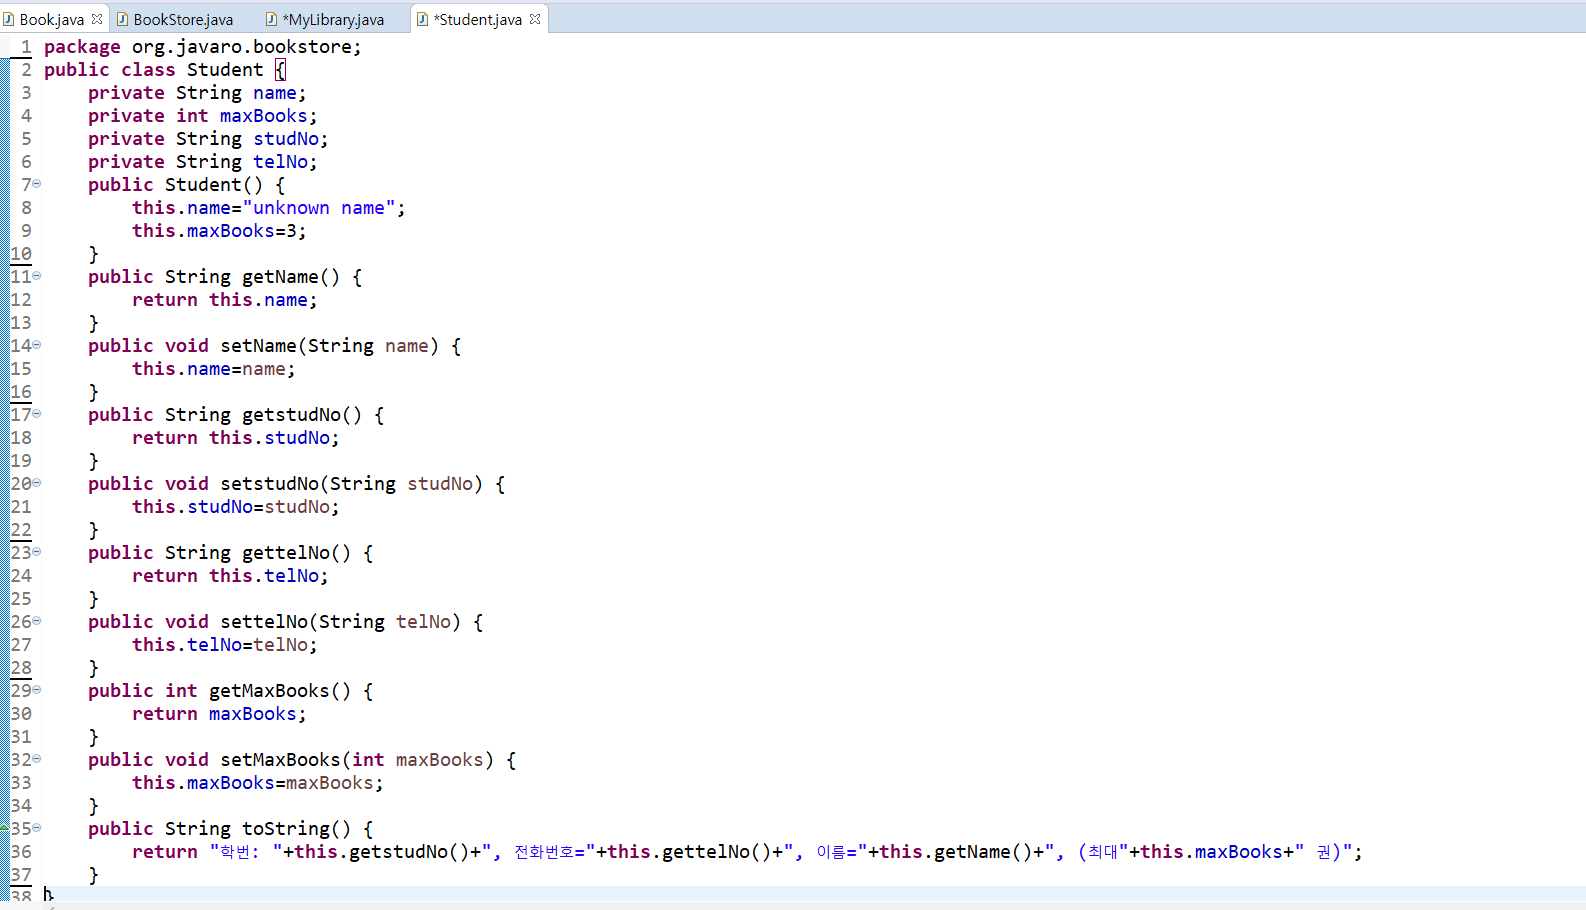 Book.java BookStore.java *MyLibrary.java *Student.java
1 package org.javaro.bookstore;
2 public class Student {
3     private String name;
4     private int maxBooks;
5     private String studNo;
6     private String telNo;
7     public Student() {
8         this.name="unknown name";
9         this.maxBooks=3;
10     }
11     public String getName() {
12         return this.name;
13     }
14     public void setName(String name) {
15         this.name=name;
16     }
17     public String getstudNo() {
18         return this.studNo;
19     }
20     public void setstudNo(String studNo) {
21         this.studNo=studNo;
22     }
23     public String gettelNo() {
24         return this.telNo;
25     }
26     public void settelNo(String telNo) {
27         this.telNo=telNo;
28     }
29     public int getMaxBooks() {
30         return maxBooks;
31     }
32     public void setMaxBooks(int maxBooks) {
33         this.maxBooks=maxBooks;
34     }
35     public String toString() {
36         return "학번: "+this.getstudNo()+", 전화번호="+this.gettelNo()+", 이름="+this.getName()+", (최대"+this.maxBooks+" 권)";
37     }
38 }